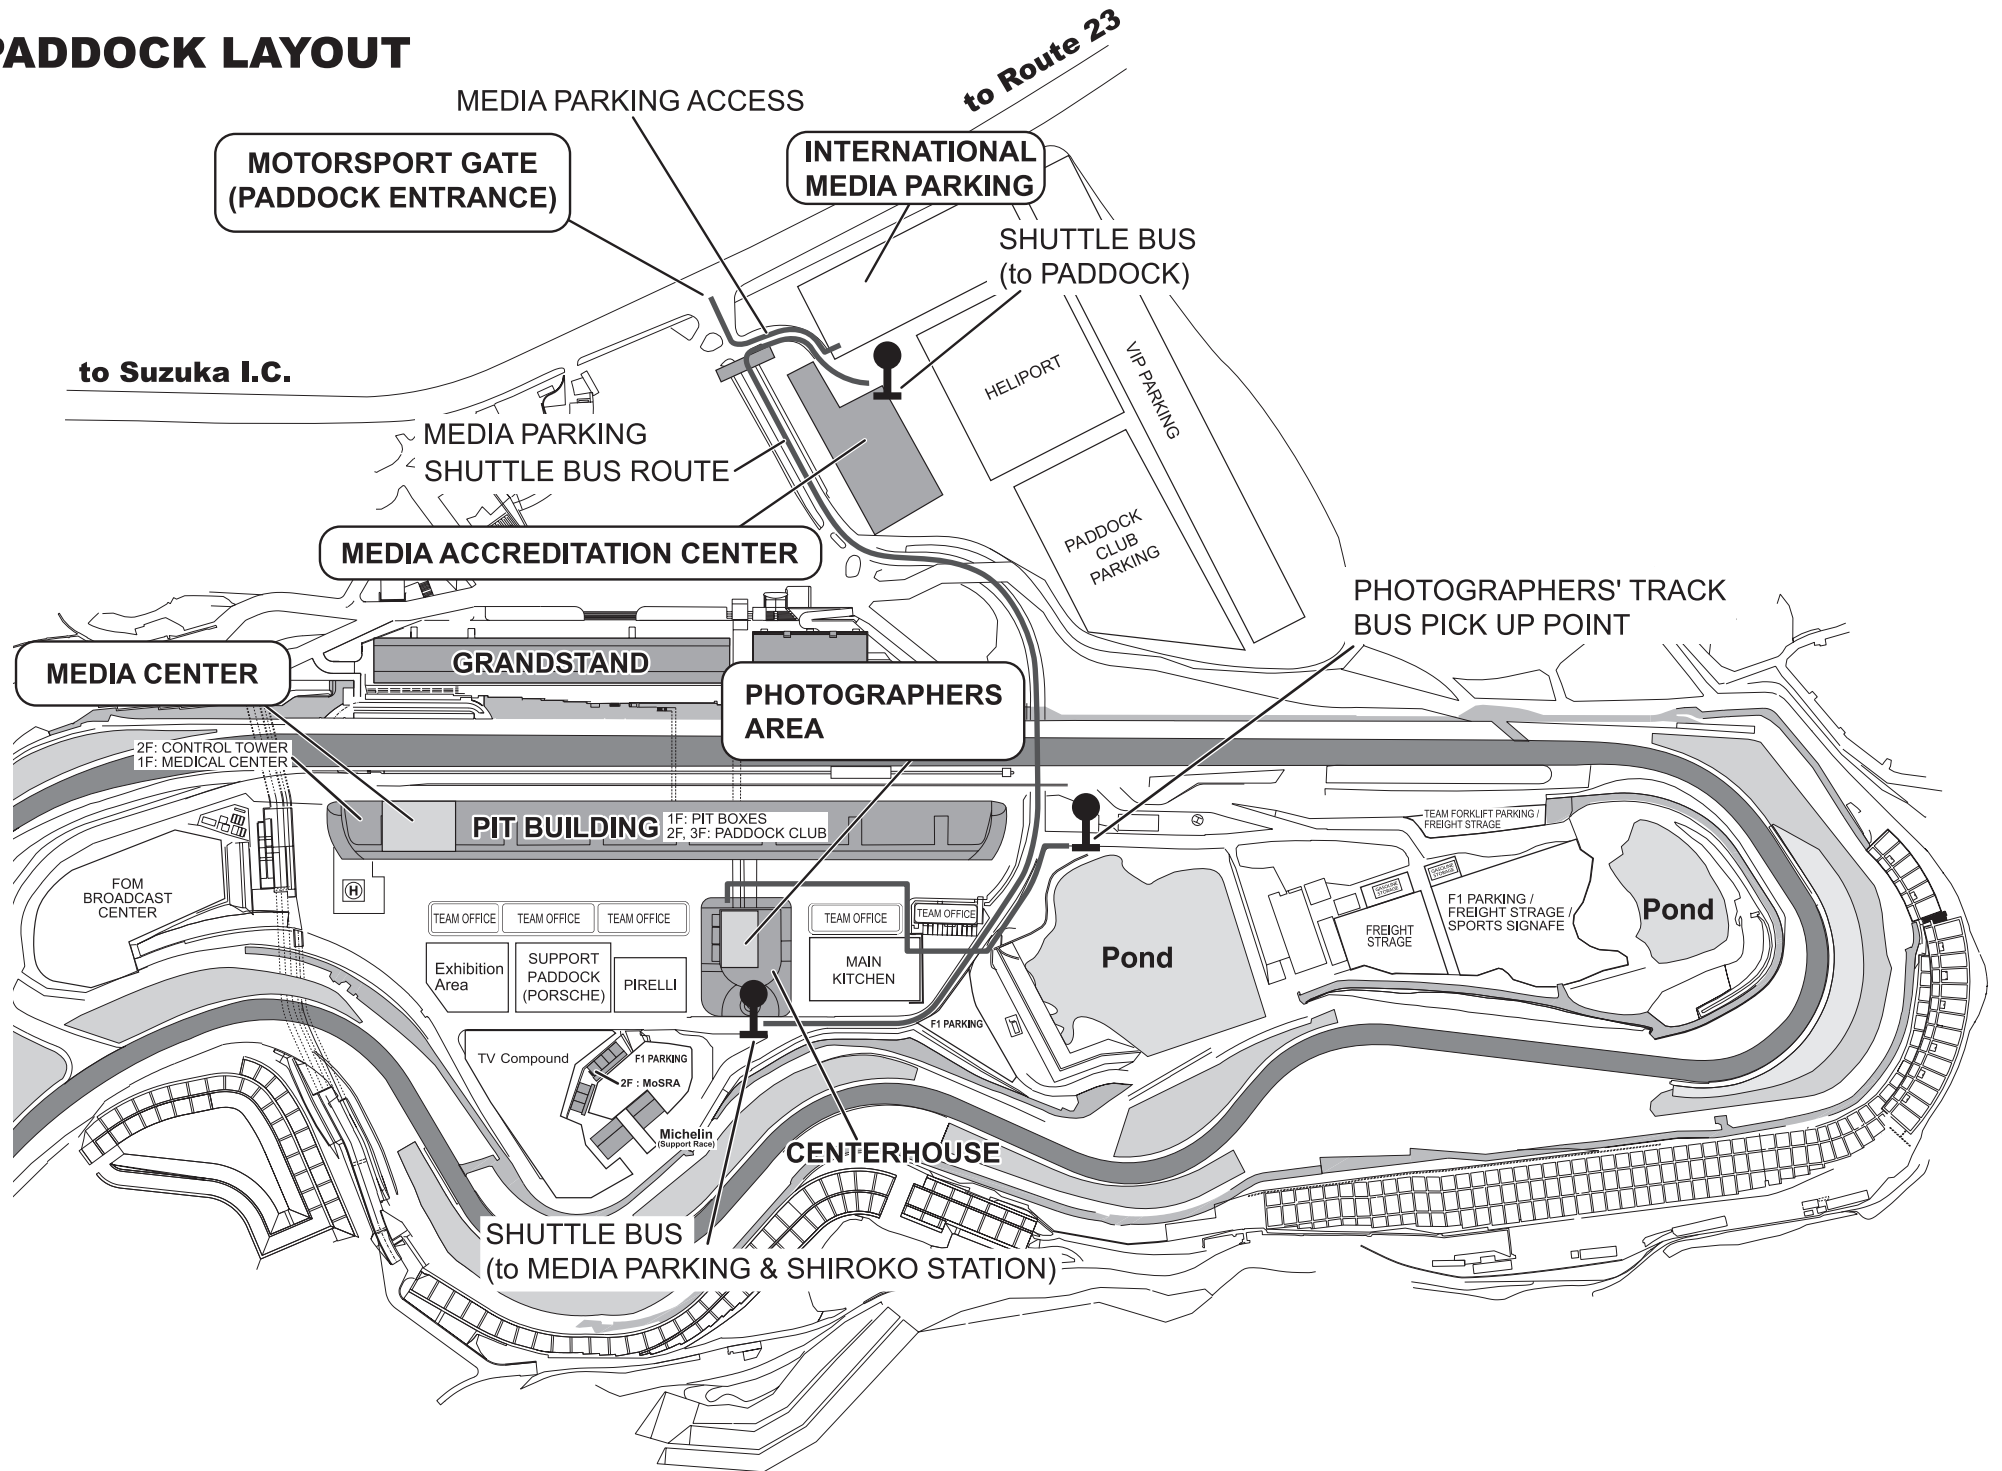 PADDOCK LAYOUT
to Route 23
MEDIA PARKING ACCESS
MOTORSPORT GATE
(PADDOCK ENTRANCE)
INTERNATIONAL
MEDIA PARKING
SHUTTLE BUS
(to PADDOCK)
to Suzuka I.C.
HELIPORT
VIP PARKING
MEDIA PARKING
SHUTTLE BUS ROUTE
MEDIA ACCREDITATION CENTER
PADDOCK
CLUB
PARKING
PHOTOGRAPHERS' TRACK
BUS PICK UP POINT
MEDIA CENTER
GRANDSTAND
PHOTOGRAPHERS
AREA
2F: CONTROL TOWER
1F: MEDICAL CENTER
PIT BUILDING
1F: PIT BOXES
2F, 3F: PADDOCK CLUB
TEAM FORKLIFT PARKING /
FREIGHT STRAGE
H
H
FOM
BROADCAST
CENTER
TEAM OFFICE
TEAM OFFICE
TEAM OFFICE
TEAM OFFICE
TEAM OFFICE
GASOLINE
STORAGE
GASOLINE
STORAGE
F1 PARKING /
FREIGHT STRAGE /
SPORTS SIGNAFE
FREIGHT
STRAGE
Pond
Pond
Exhibition
Area
SUPPORT
PADDOCK
(PORSCHE)
PIRELLI
MAIN
KITCHEN
F1 PARKING
TV Compound
F1 PARKING
2F : MoSRA
Michelin
(Support Race)
CENTERHOUSE
SHUTTLE BUS
(to MEDIA PARKING & SHIROKO STATION)